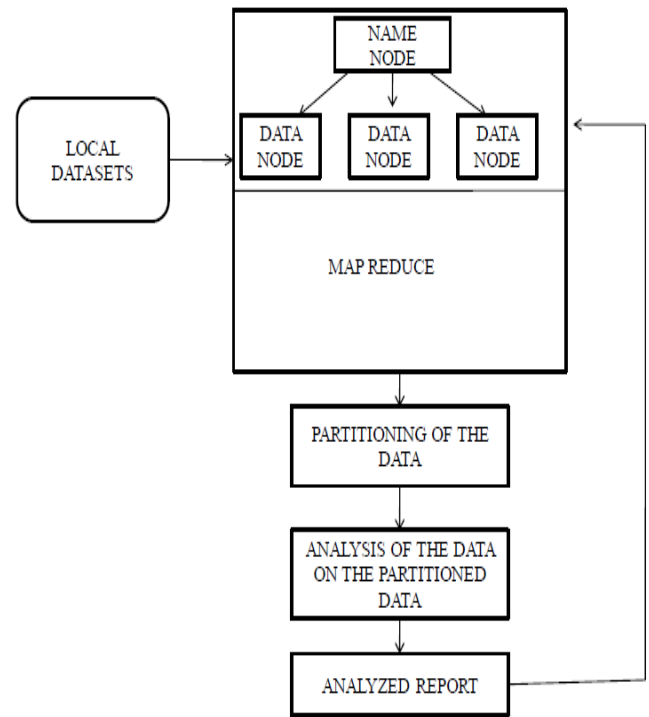 NAME
NODE
LOCAL
DATASETS
DATA
NODE
DATA
NODE
DATA
NODE
MAP REDUCE
PARTITIONING OF THE
DATA
ANALYSIS OF THE DATA
ON THE PARTITIONED
DATA
ANALYZED REPORT